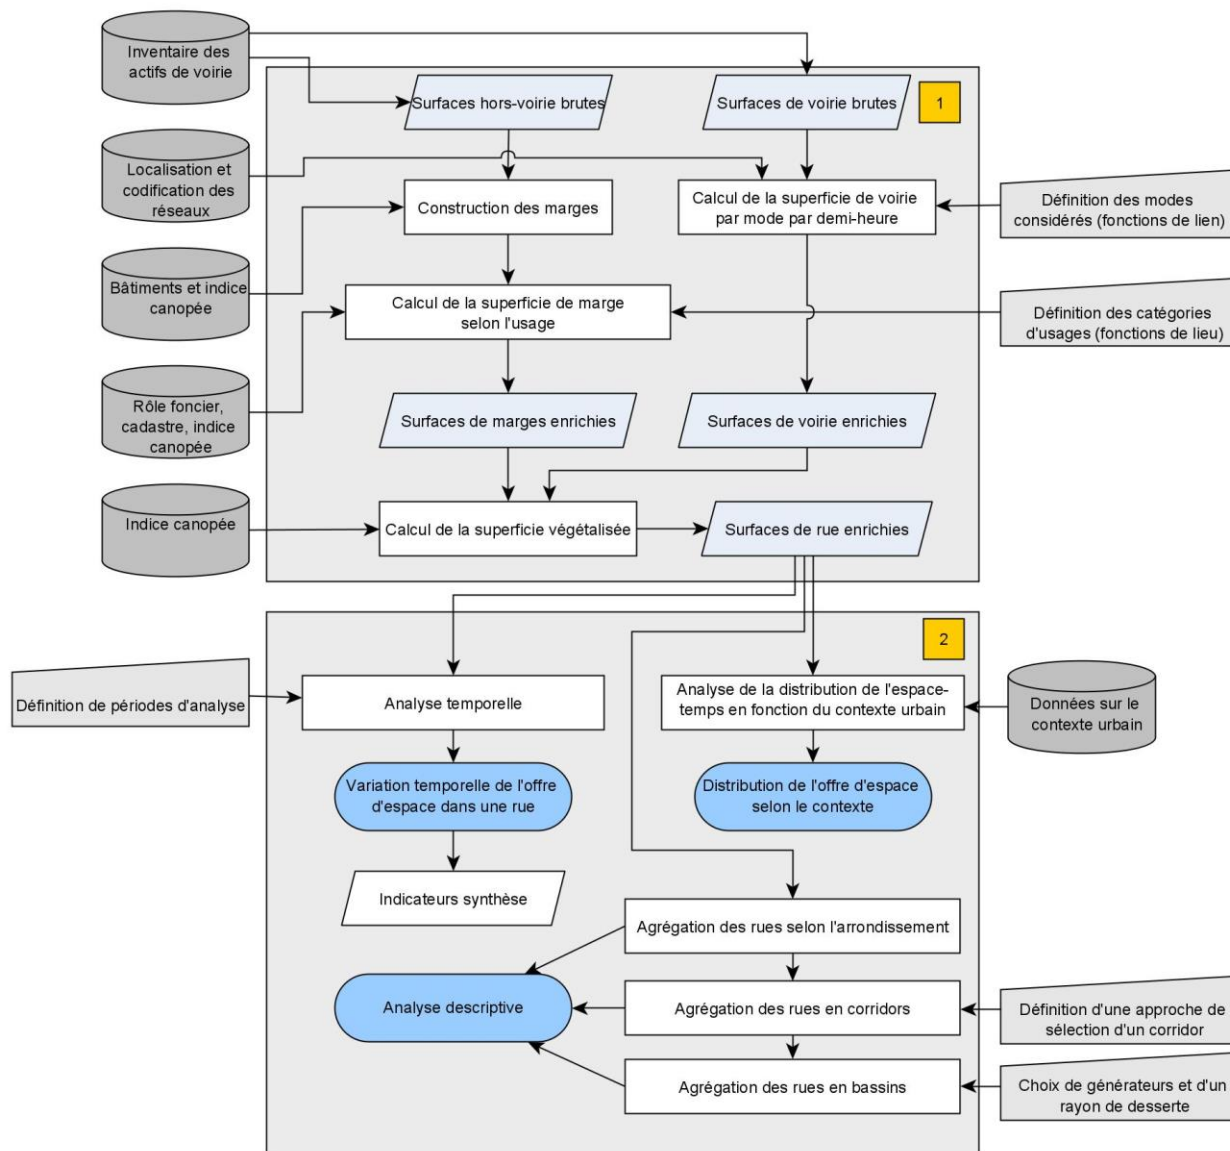 Inventaire des
actifs de voirie
Surfaces hors-voirie brutes
Surfaces de voirie brutes
1
Localisation et
codification des
réseaux
Construction des marges
Calcul de la superficie de voirie
par mode par demi-heure
Définition des modes
considérés (fonctions de lien)
Bâtiments et indice
canopée
Calcul de la superficie de marge
selon l'usage
Définition des catégories
d'usages (fonctions de lieu)
Rôle foncier,
cadastre, indice
canopée
Surfaces de marges enrichies
Surfaces de voirie enrichies
Indice canopée
Calcul de la superficie végétalisée
Surfaces de rue enrichies
2
Définition de périodes d'analyse
Analyse temporelle
Analyse de la distribution de l'espace-
temps en fonction du contexte urbain
Données sur le
contexte urbain
Variation temporelle de l'offre
d'espace dans une rue
Distribution de l'offre d'espace
selon le contexte
Indicateurs synthèse
Agrégation des rues selon l'arrondissement
Analyse descriptive
Agrégation des rues en corridors
Définition d'une approche de
sélection d'un corridor
Agrégation des rues en bassins
Choix de générateurs et d'un
rayon de desserte